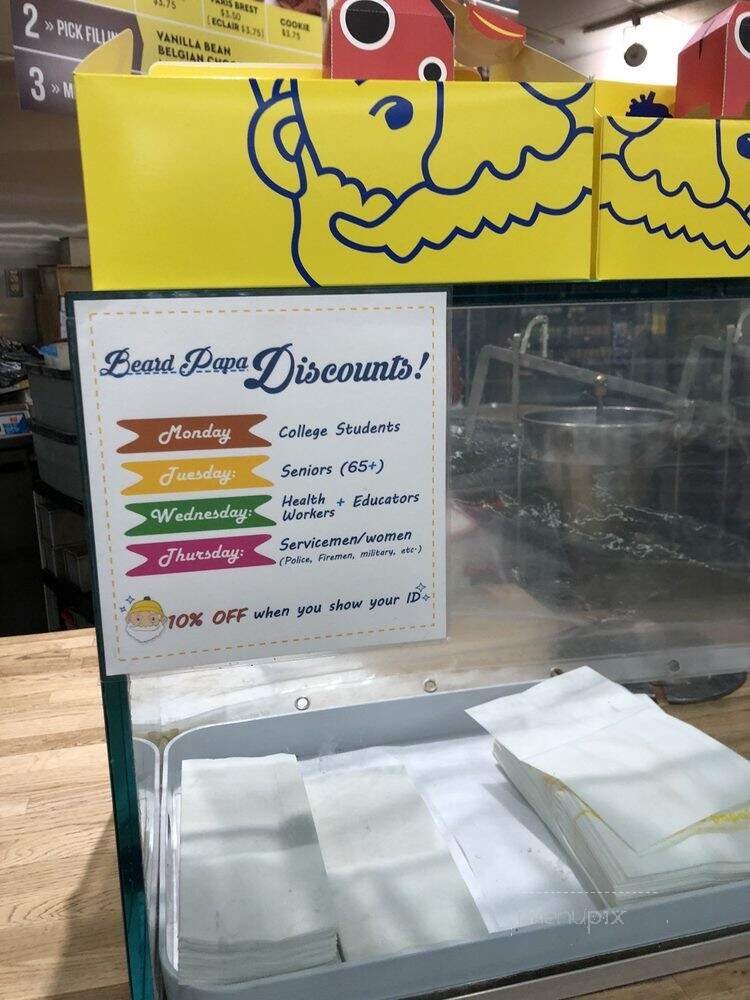 $3.75
PARIS BREST
$3.50
[ECLAIR $3.75]
COOKIE
$3.75
2 » PICK
VANILLA BEAN
BELGIAN
3 »
Beard Papa Discounts!
Monday College Students
Tuesday: Seniors (65+)
Wednesday: Health Workers + Educators
Thursday: Servicemen/women
(Police, Firemen, military, etc.)
10% OFF when you show your ID
menupix